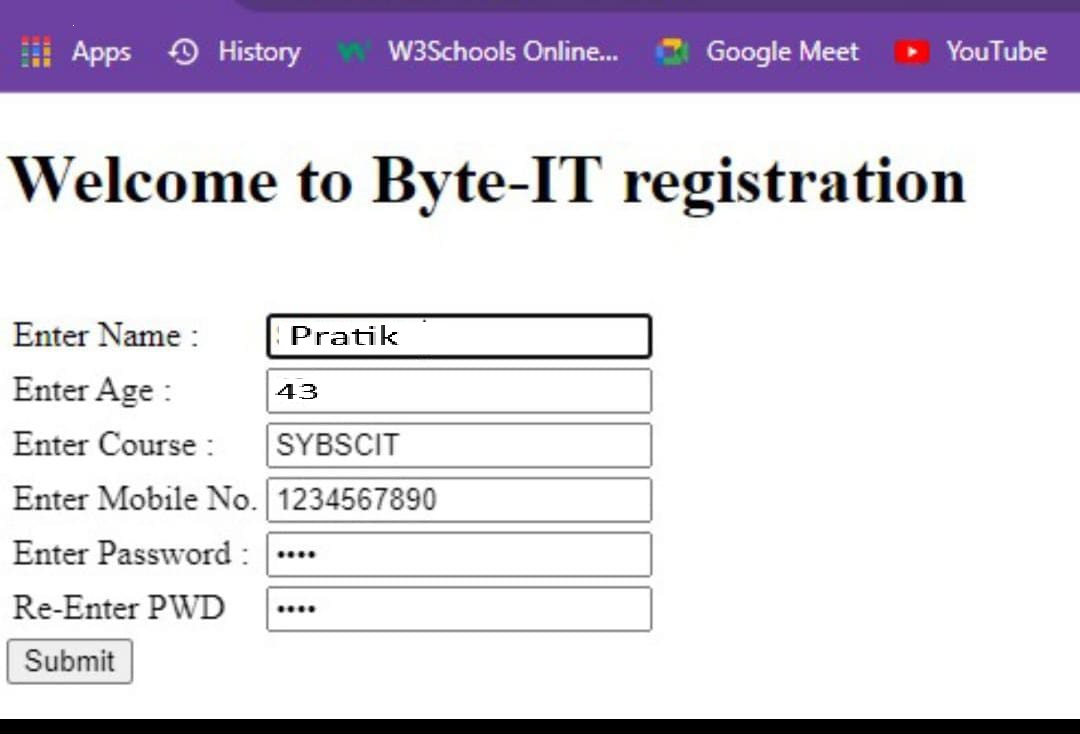 Apps History W3Schools Online... Google Meet YouTube
Welcome to Byte-IT registration
Enter Name : Pratik
Enter Age : 43
Enter Course : SYBSCIT
Enter Mobile No. 1234567890
Enter Password : ••••
Re-Enter PWD ••••
Submit